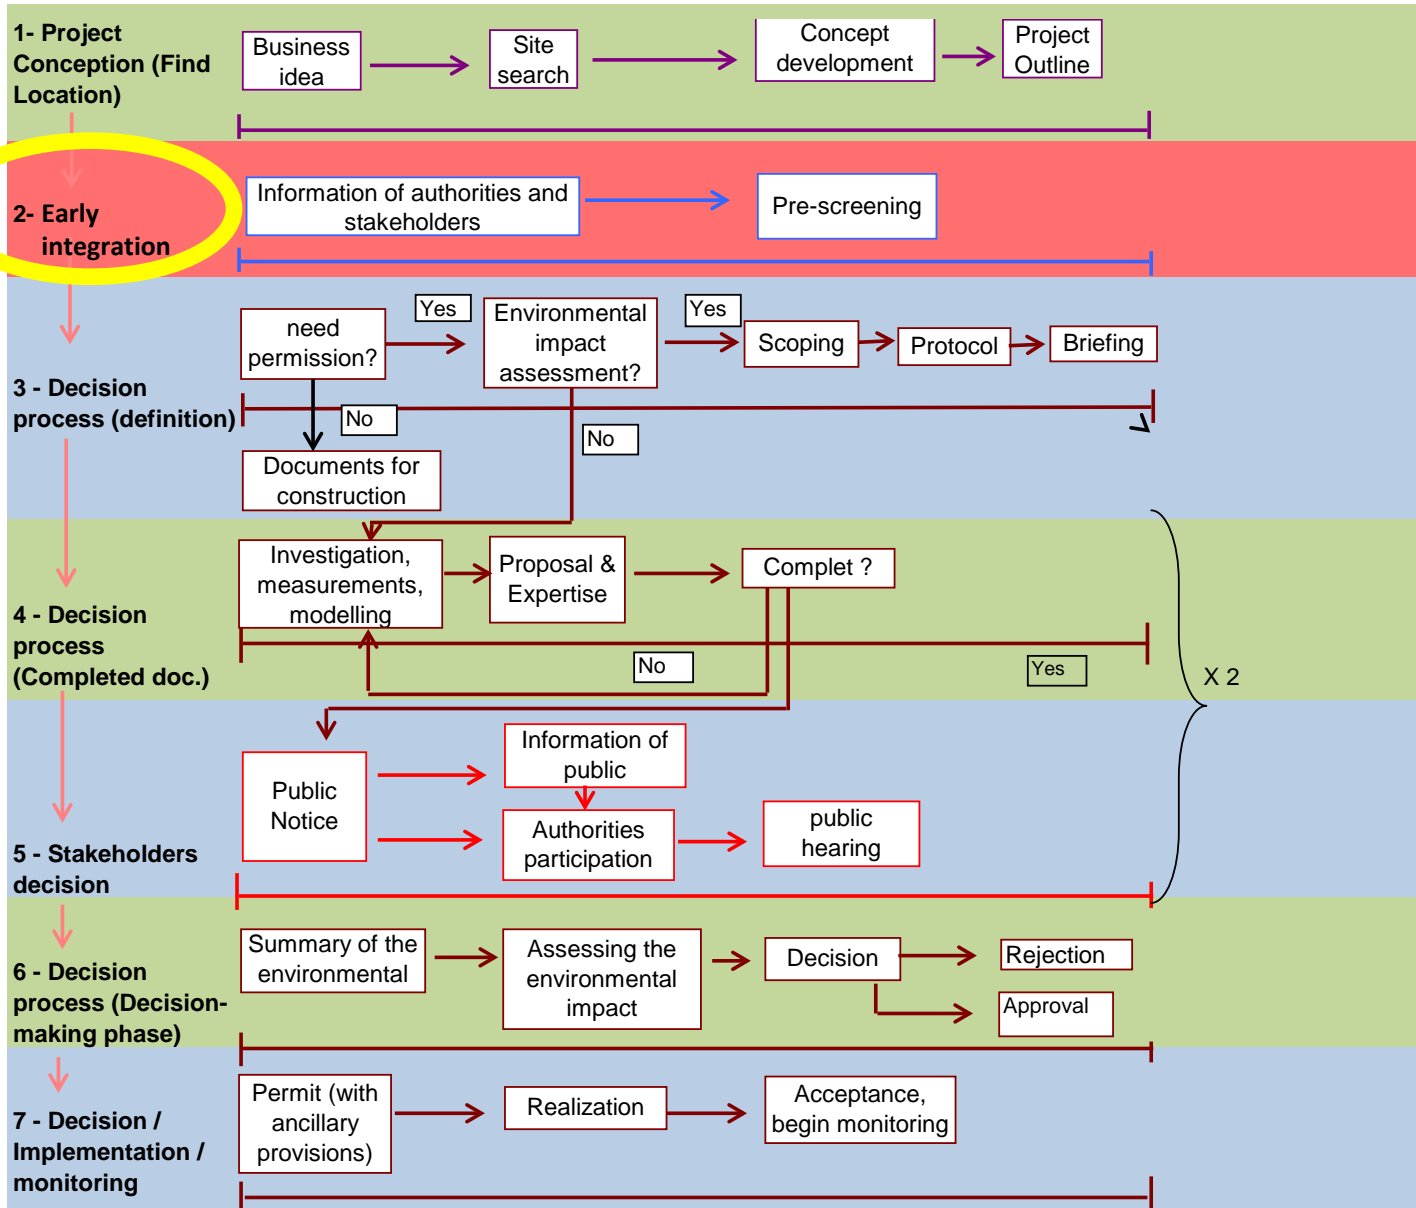 1- Project
Conception (Find
Location)
Business
idea
Site
search
Concept
development
Project
Outline
2- Early
integration
Information of authorities and
stakeholders
Pre-screening
3 - Decision
process (definition)
need
permission?
Yes
Environmental
impact
assessment?
Yes
Scoping
Protocol
Briefing
No
No
Documents for
construction
4 - Decision
process
(Completed doc.)
Investigation,
measurements,
modelling
Proposal &
Expertise
Complet ?
No
Yes
X 2
5 - Stakeholders
decision
Public
Notice
Information of
public
Authorities
participation
public
hearing
6 - Decision
process (Decision-
making phase)
Summary of the
environmental
Assessing the
environmental
impact
Decision
Rejection
Approval
7 - Decision /
Implementation /
monitoring
Permit (with
ancillary
provisions)
Realization
Acceptance,
begin monitoring